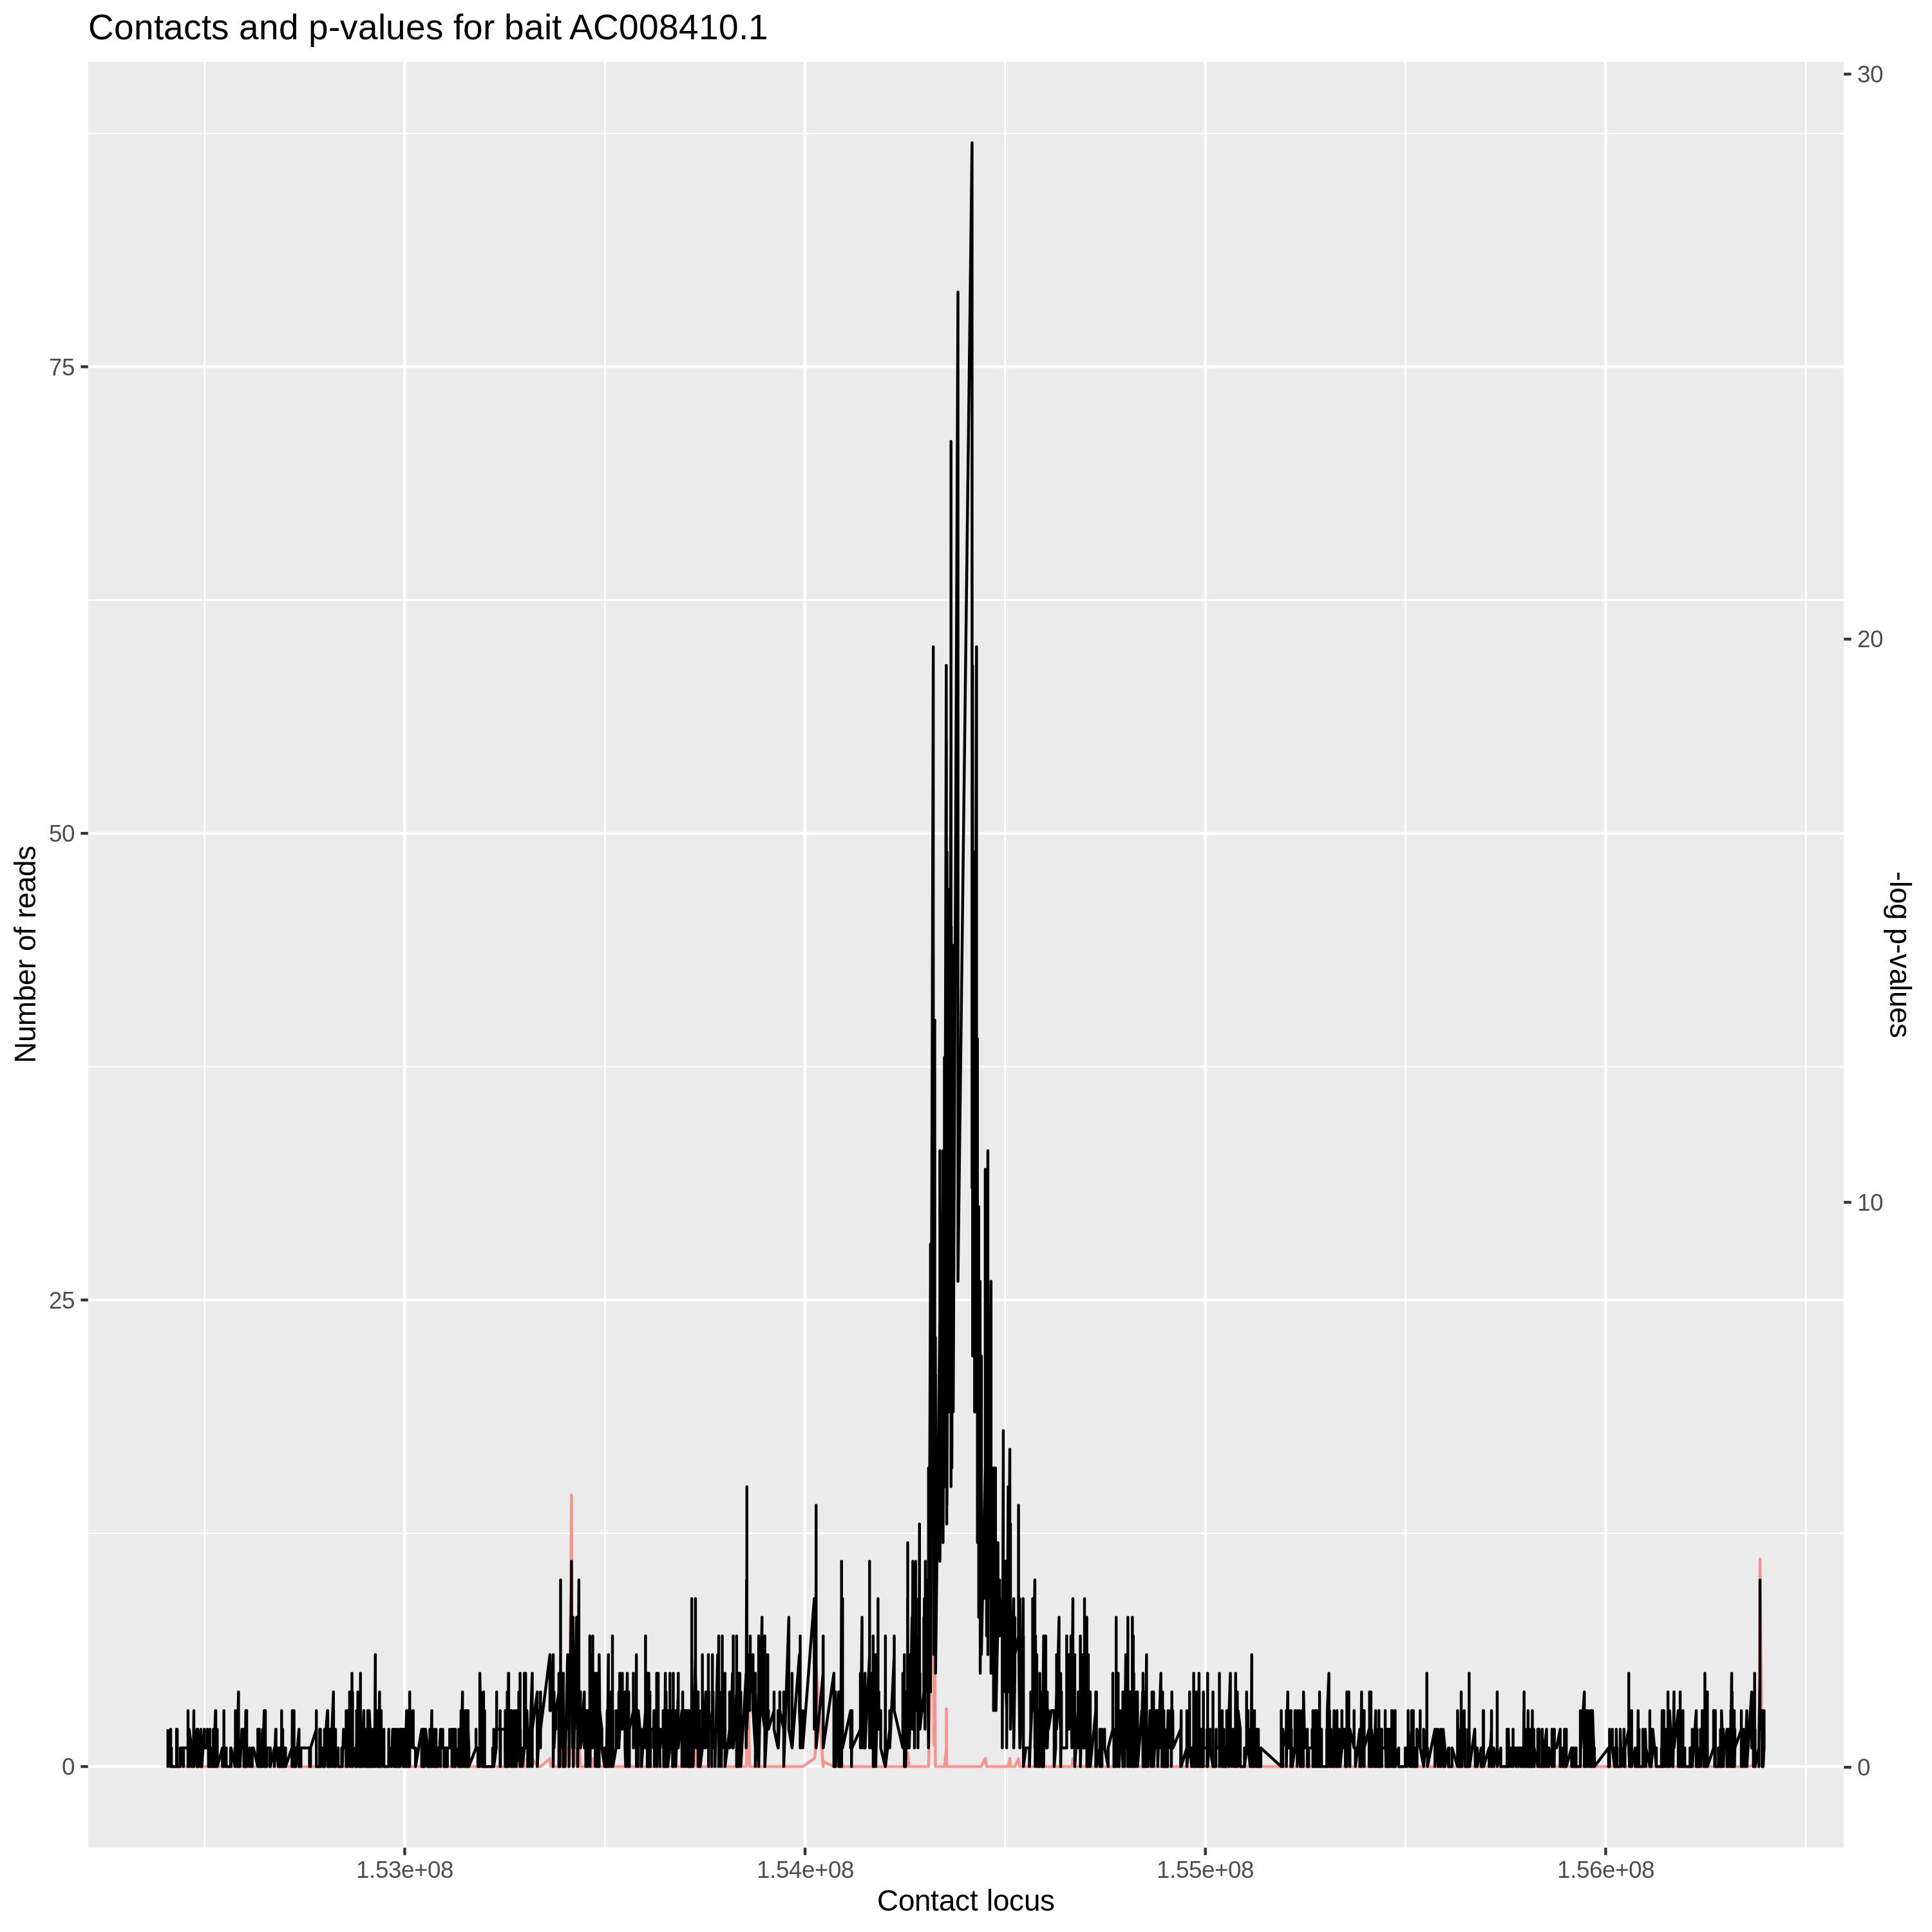 Contacts and p-values for bait AC008410.1
30
75
20
50
Number of reads
-log p-values
10
25
0
0
1.53e+08
1.54e+08
1.55e+08
1.56e+08
Contact locus